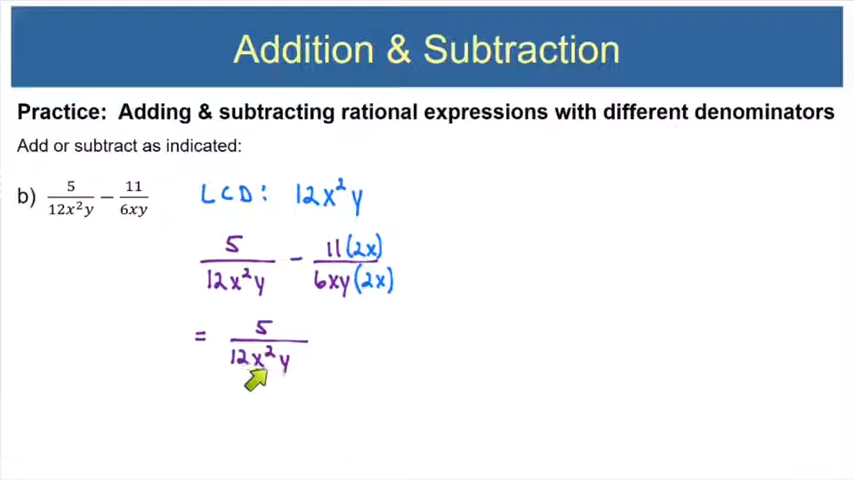 Addition & Subtraction
Practice: Adding & subtracting rational expressions with different denominators
Add or subtract as indicated:
b) 5/12x²y − 11/6xy LCD: 12x²y
5/12x²y − 11(2x)/6xy(2x)
= 5/12x²y